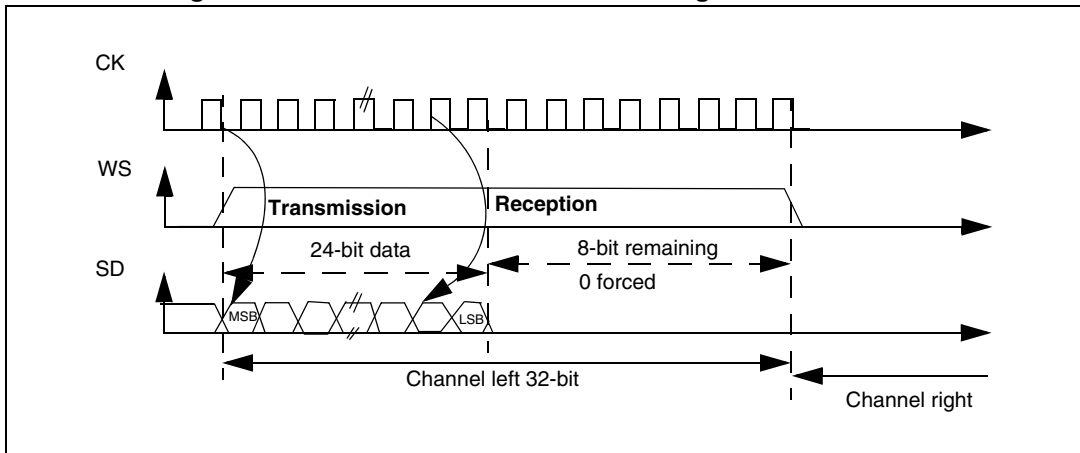 CK
WS
Transmission
Reception
24-bit data
8-bit remaining
0 forced
SD
MSB
LSB
Channel left 32-bit
Channel right